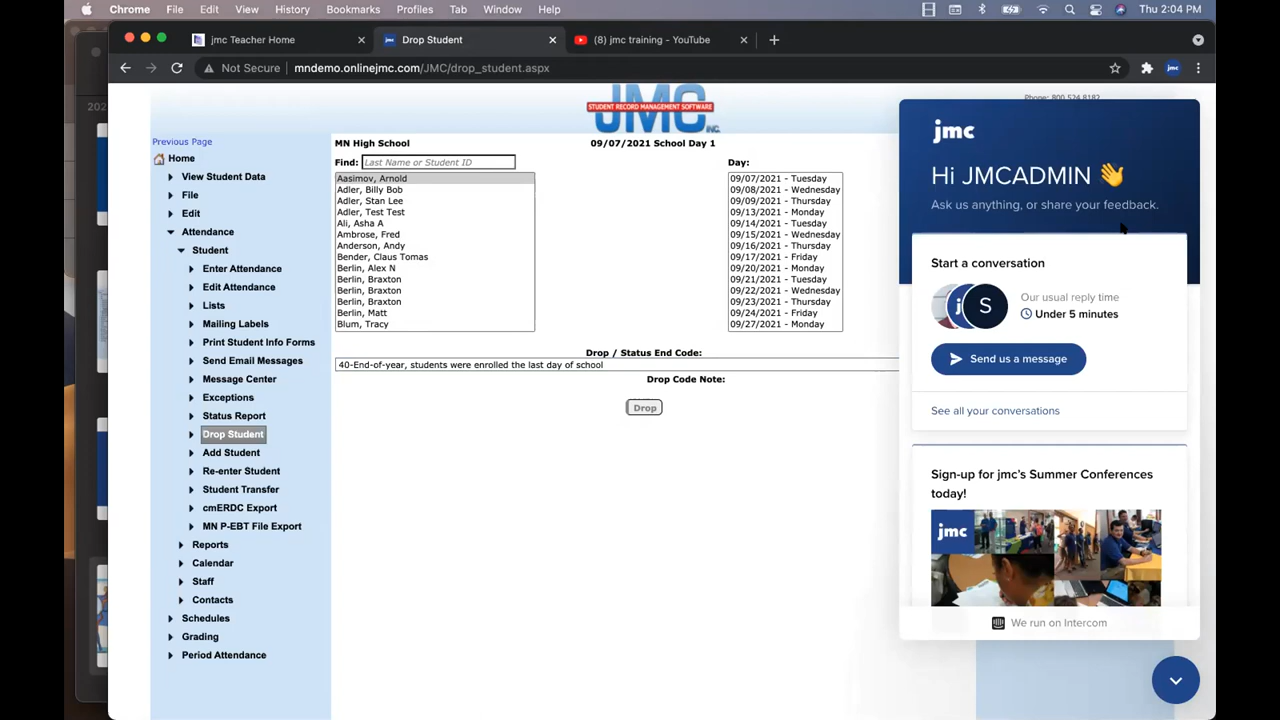 Chrome File Edit View History Bookmarks Profiles Tab Window Help Thu 2:04 PM
jmc Teacher Home
Drop Student
(8) jmc training - YouTube
Not Secure mndemo.onlinejmc.com/JMC/drop_student.aspx
202
Phone: 800.524.8182
STUDENT RECORD MANAGEMENT SOFTWARE
JMC INC.
Previous Page
Home
View Student Data
File
Edit
Attendance
Student
Enter Attendance
Edit Attendance
Lists
Mailing Labels
Print Student Info Forms
Send Email Messages
Message Center
Exceptions
Status Report
Drop Student
Add Student
Re-enter Student
Student Transfer
cmERDC Export
MN P-EBT File Export
Reports
Calendar
Staff
Contacts
Schedules
Grading
Period Attendance
MN High School 09/07/2021 School Day 1
Find: Last Name or Student ID
Aasimov, Arnold
Adler, Billy Bob
Adler, Stan Lee
Adler, Test Test
Ali, Asha A
Ambrose, Fred
Anderson, Andy
Bender, Claus Tomas
Berlin, Alex N
Berlin, Braxton
Berlin, Braxton
Berlin, Braxton
Berlin, Matt
Blum, Tracy
Day:
09/07/2021 - Tuesday
09/08/2021 - Wednesday
09/09/2021 - Thursday
09/13/2021 - Monday
09/14/2021 - Tuesday
09/15/2021 - Wednesday
09/16/2021 - Thursday
09/17/2021 - Friday
09/20/2021 - Monday
09/21/2021 - Tuesday
09/22/2021 - Wednesday
09/23/2021 - Thursday
09/24/2021 - Friday
09/27/2021 - Monday
Drop / Status End Code:
40-End-of-year, students were enrolled the last day of school
Drop Code Note:
Drop
jmc
Hi JMCADMIN 👋
Ask us anything, or share your feedback.
Start a conversation
S
Our usual reply time
Under 5 minutes
Send us a message
See all your conversations
Sign-up for jmc's Summer Conferences
today!
jmc
We run on Intercom